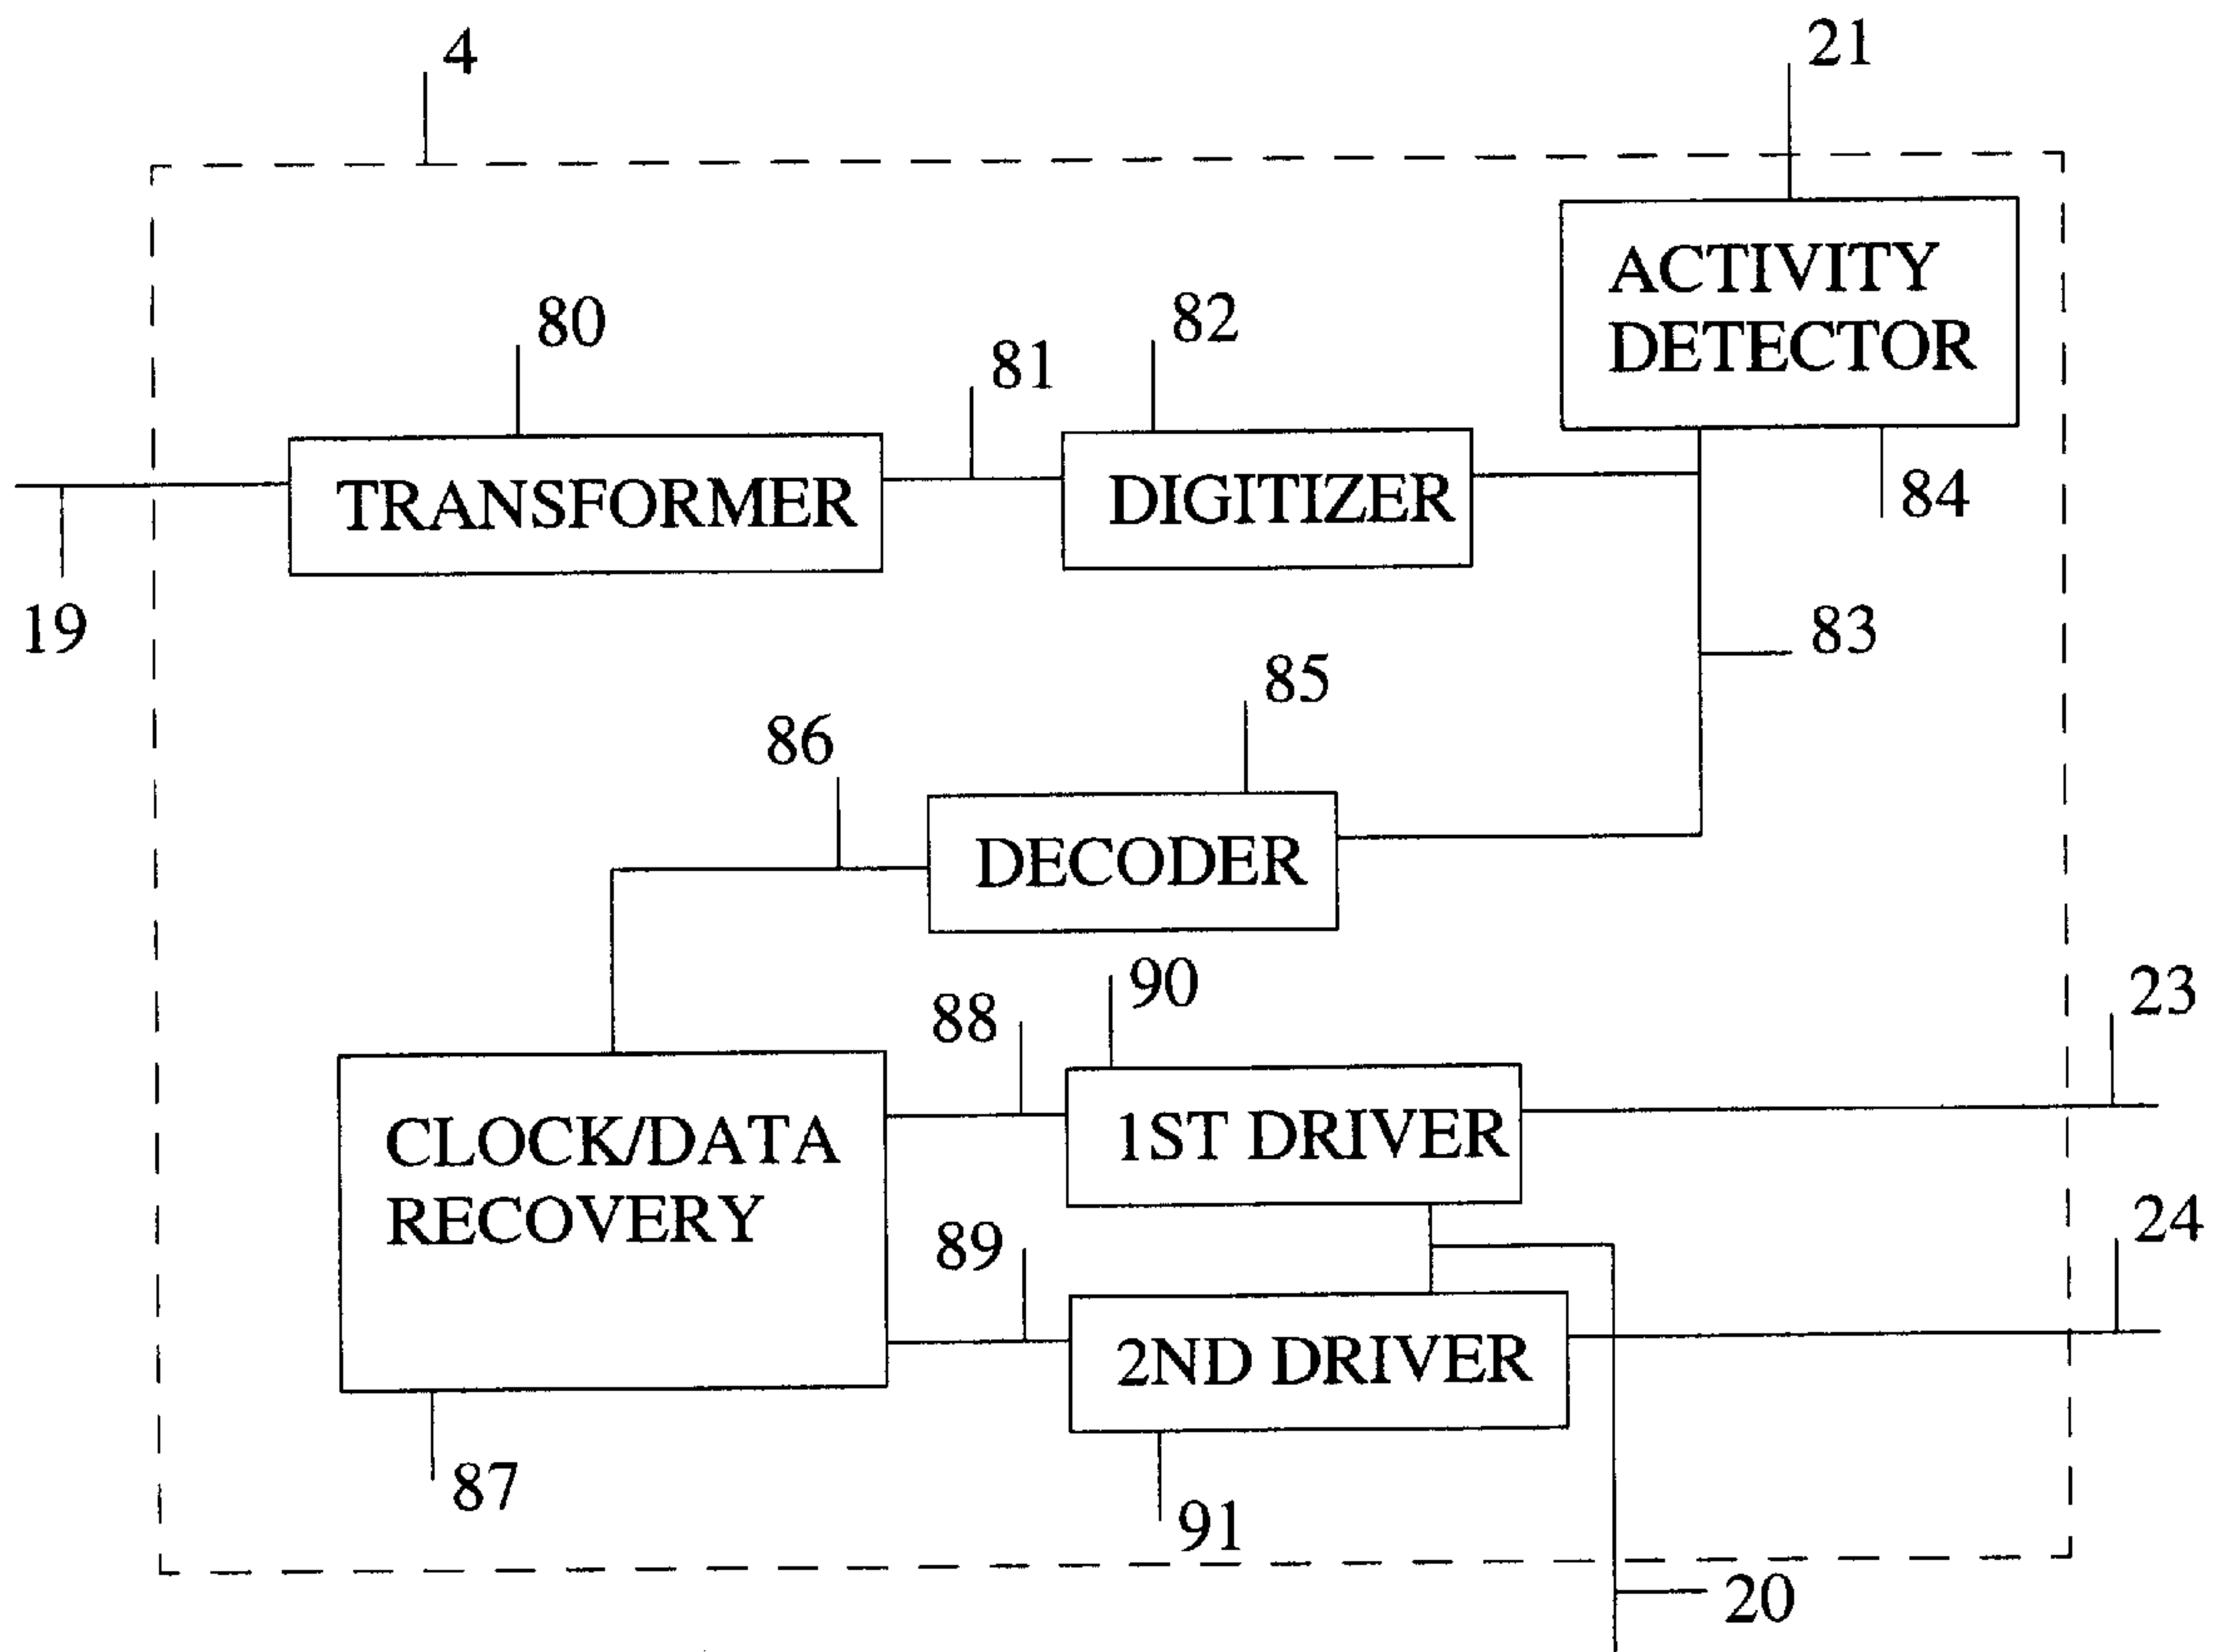 4
21
ACTIVITY
DETECTOR
80
81
82
TRANSFORMER
DIGITIZER
84
19
83
85
86
DECODER
90
88
23
CLOCK/DATA
RECOVERY
1ST DRIVER
24
89
2ND DRIVER
87
91
20